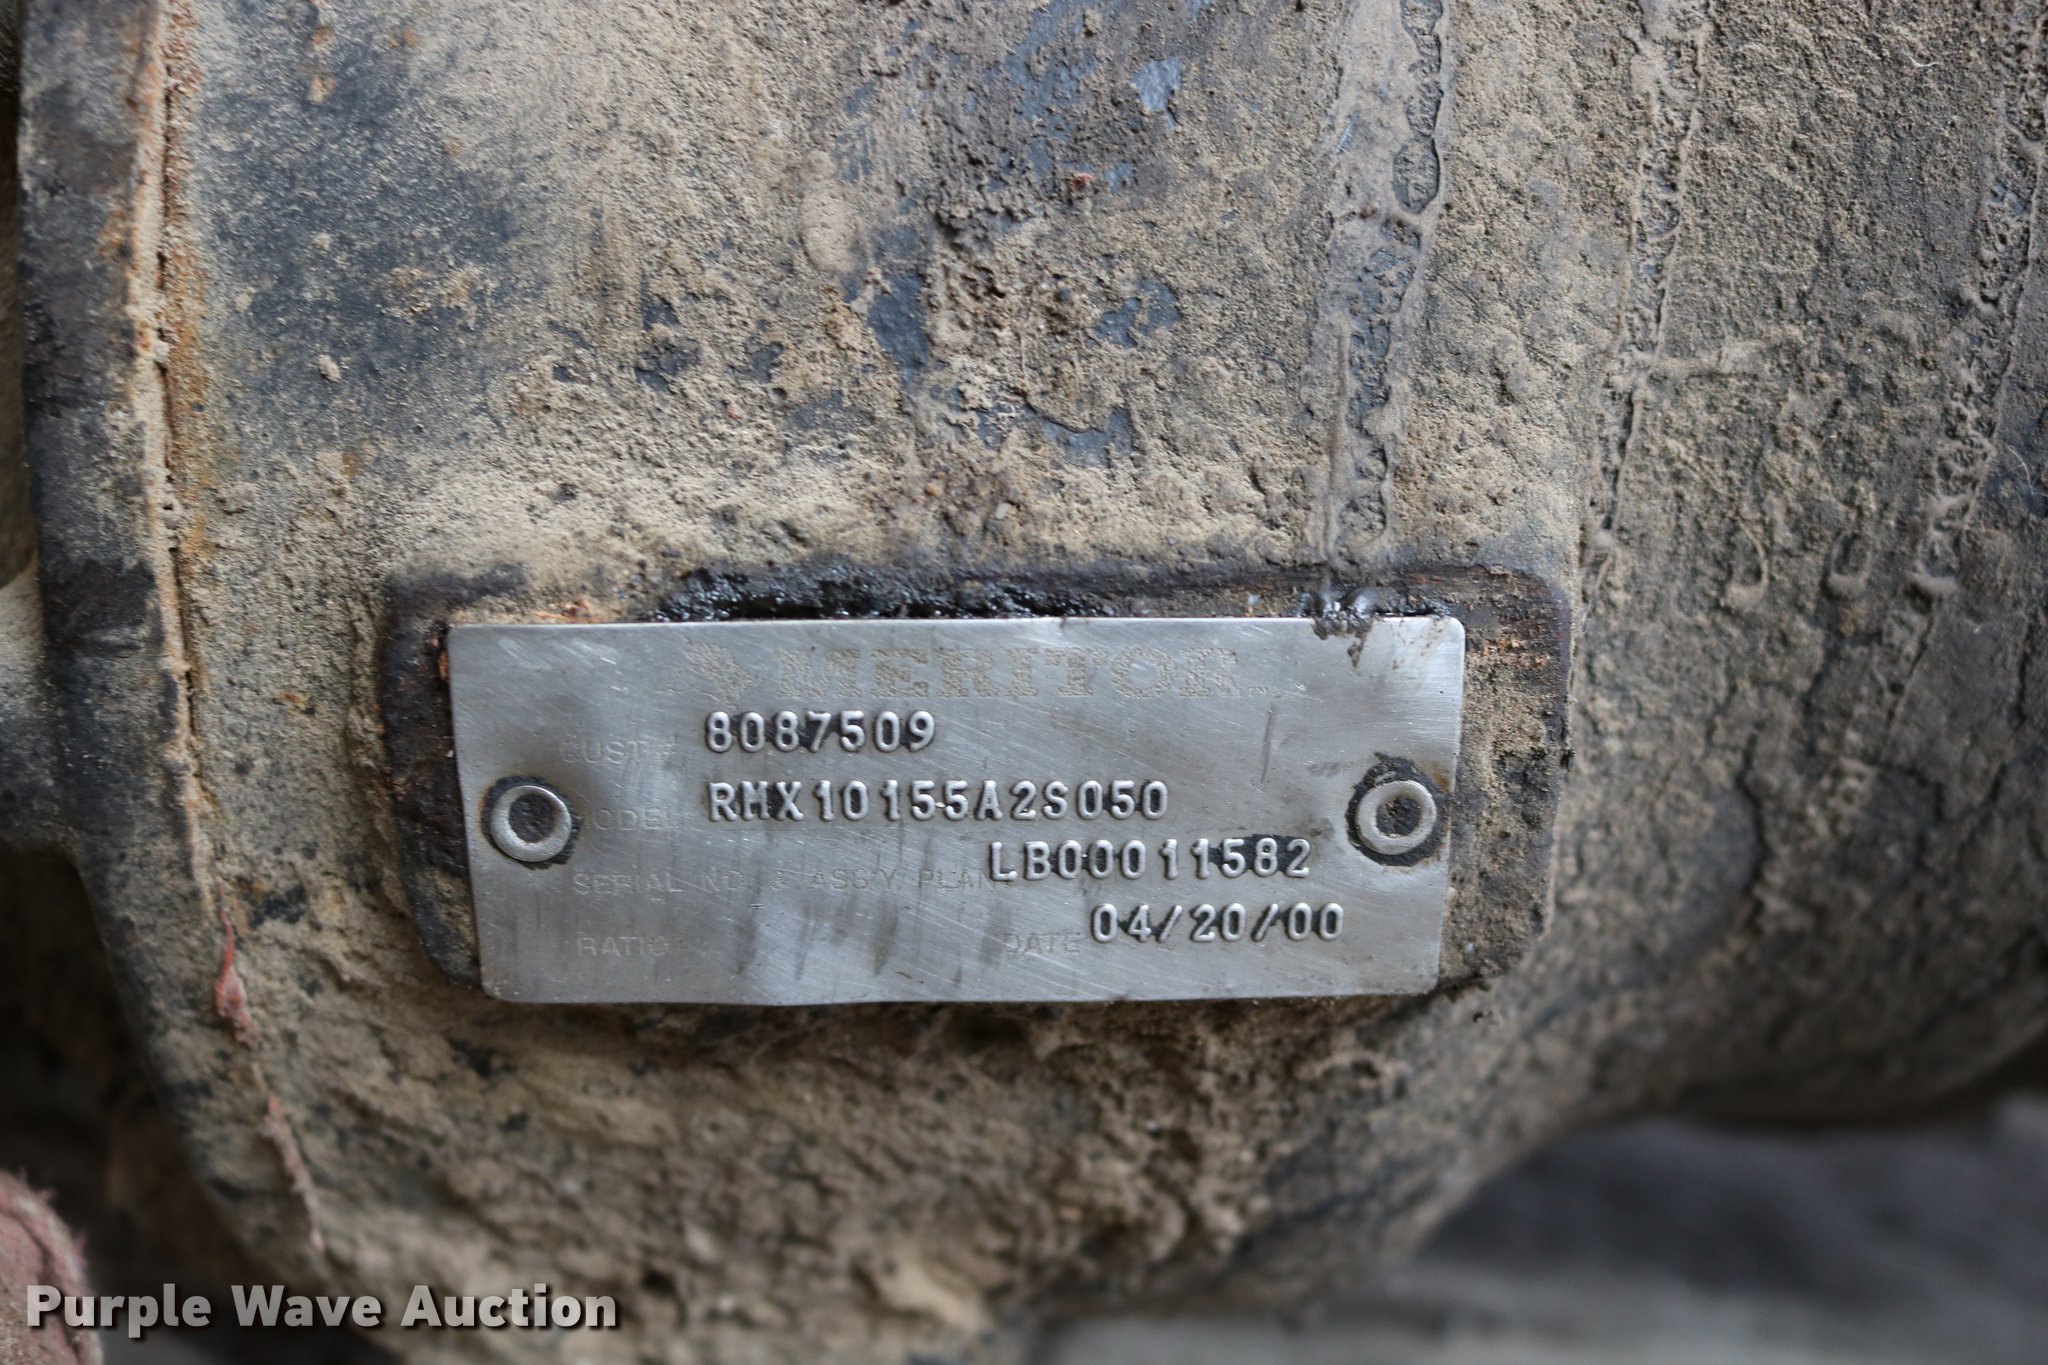 MERITOR
CUST # 8087509
MODEL RMX10155A2S050
SERIAL NO. & ASS'Y. PLANT LB00011582
RATIO DATE 04/20/00
Purple Wave Auction